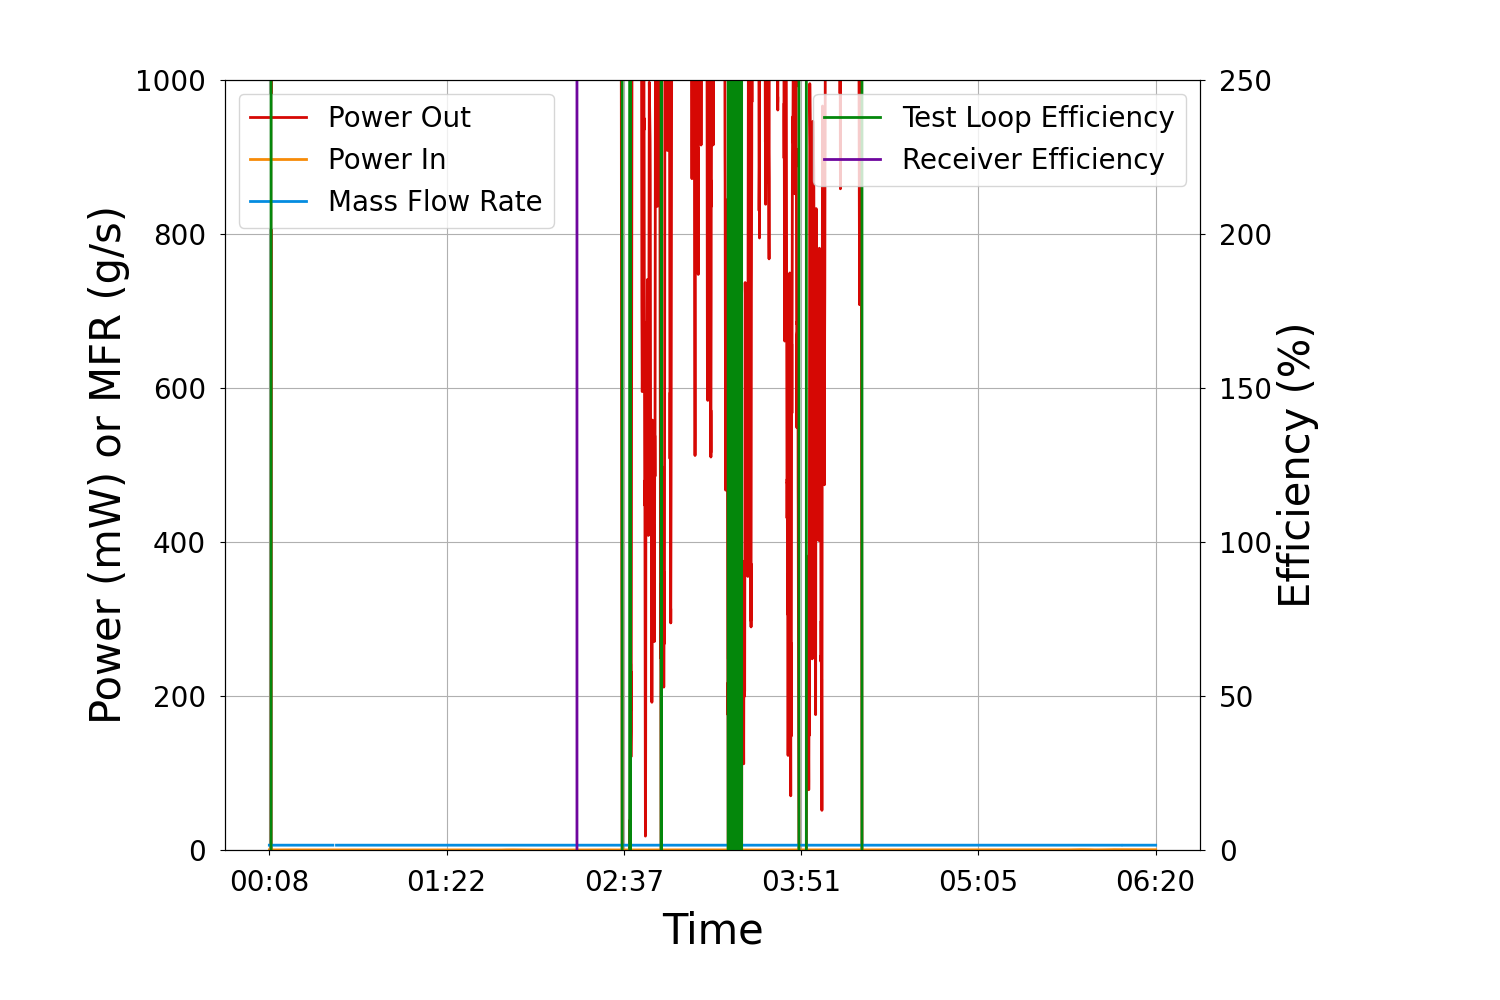 Power Out
Power In
Mass Flow Rate
Test Loop Efficiency
Receiver Efficiency
1000
800
600
400
200
0
Power (mW) or MFR (g/s)
250
200
150
100
50
0
Efficiency (%)
00:08 01:22 02:37 03:51 05:05 06:20
Time